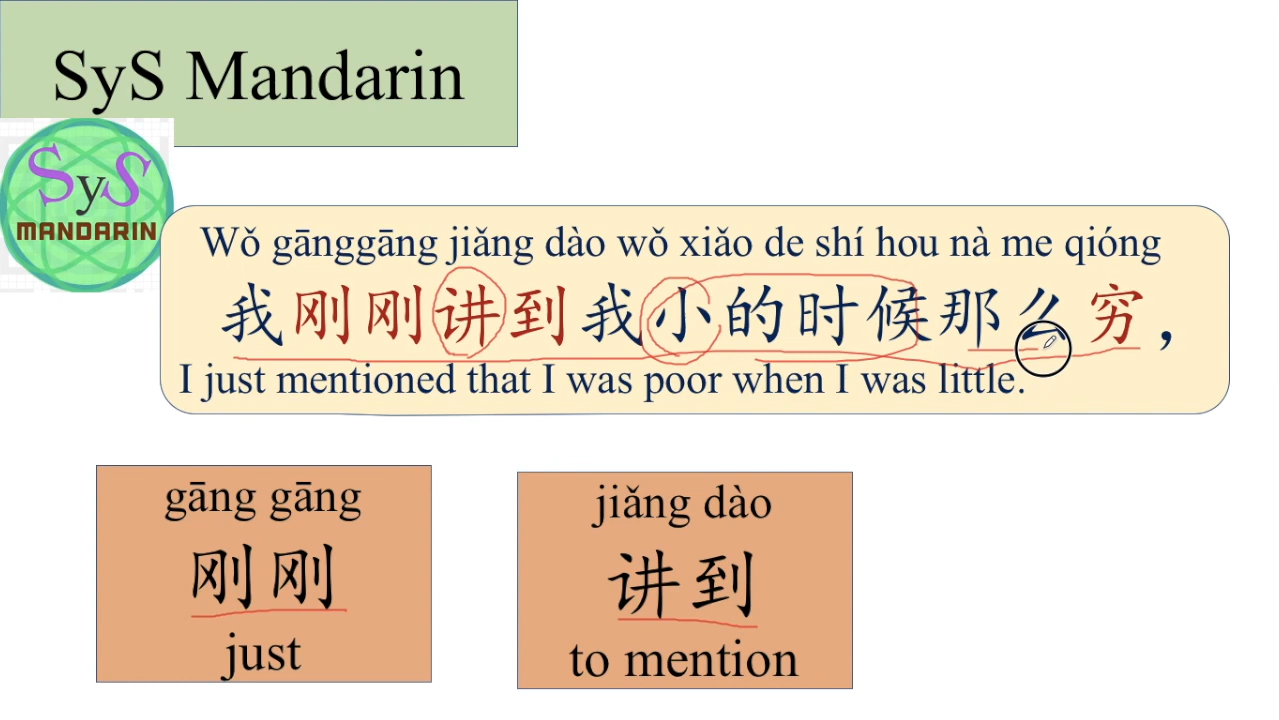 SyS Mandarin
SyS
MANDARIN
Wǒ gānggāng jiǎng dào wǒ xiǎo de shí hou nà me qióng
我刚刚讲到我小的时候那么穷，
I just mentioned that I was poor when I was little.
gāng gāng
刚刚
just
jiǎng dào
讲到
to mention